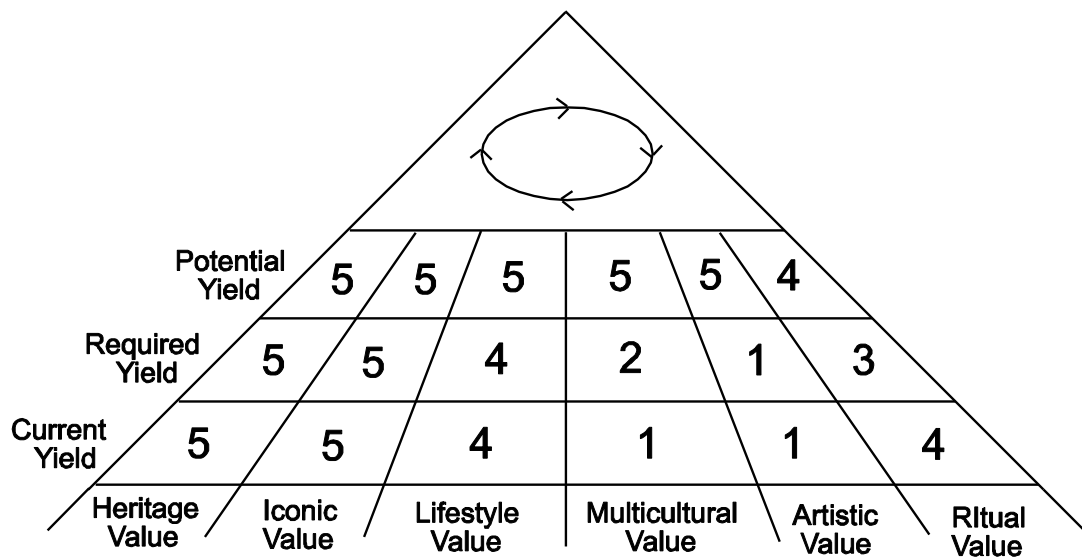 Potential
Yield
5 5 5 5 5 4
Required
Yield
5 5 4 2 1 3
Current
Yield
5 5 4 1 1 4
Heritage
Value
Iconic
Value
Lifestyle
Value
Multicultural
Value
Artistic
Value
RItual
Value